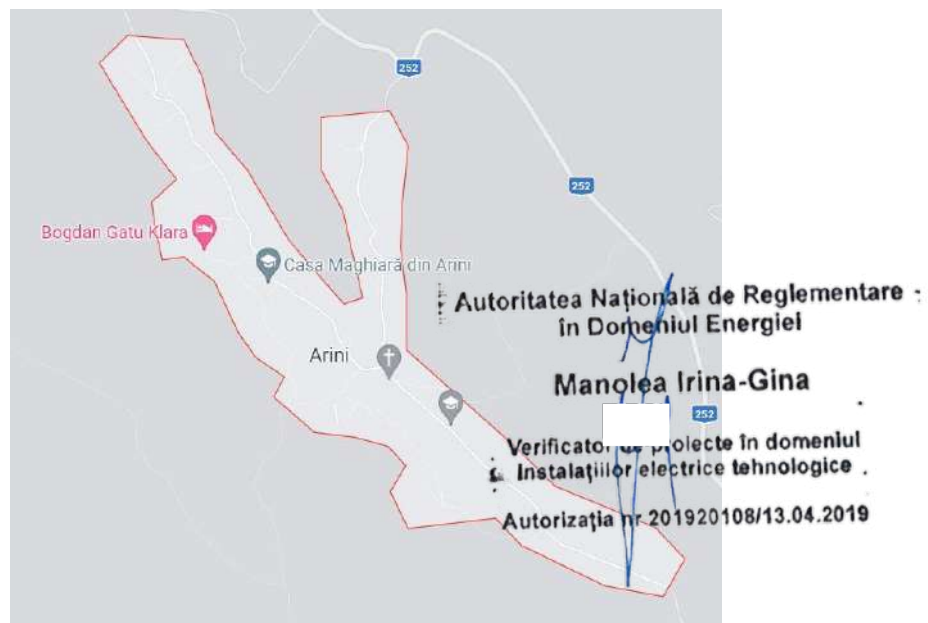 252
252
Bogdan Gatu Klara
Casa Maghiară din Arini
Autoritatea Națională de Reglementare
în Domeniul Energiei
Arini
Manolea Irina-Gina
252
Verificator de proiecte în domeniul
Instalațiilor electrice tehnologice
Autorizația nr 201920108/13.04.2019